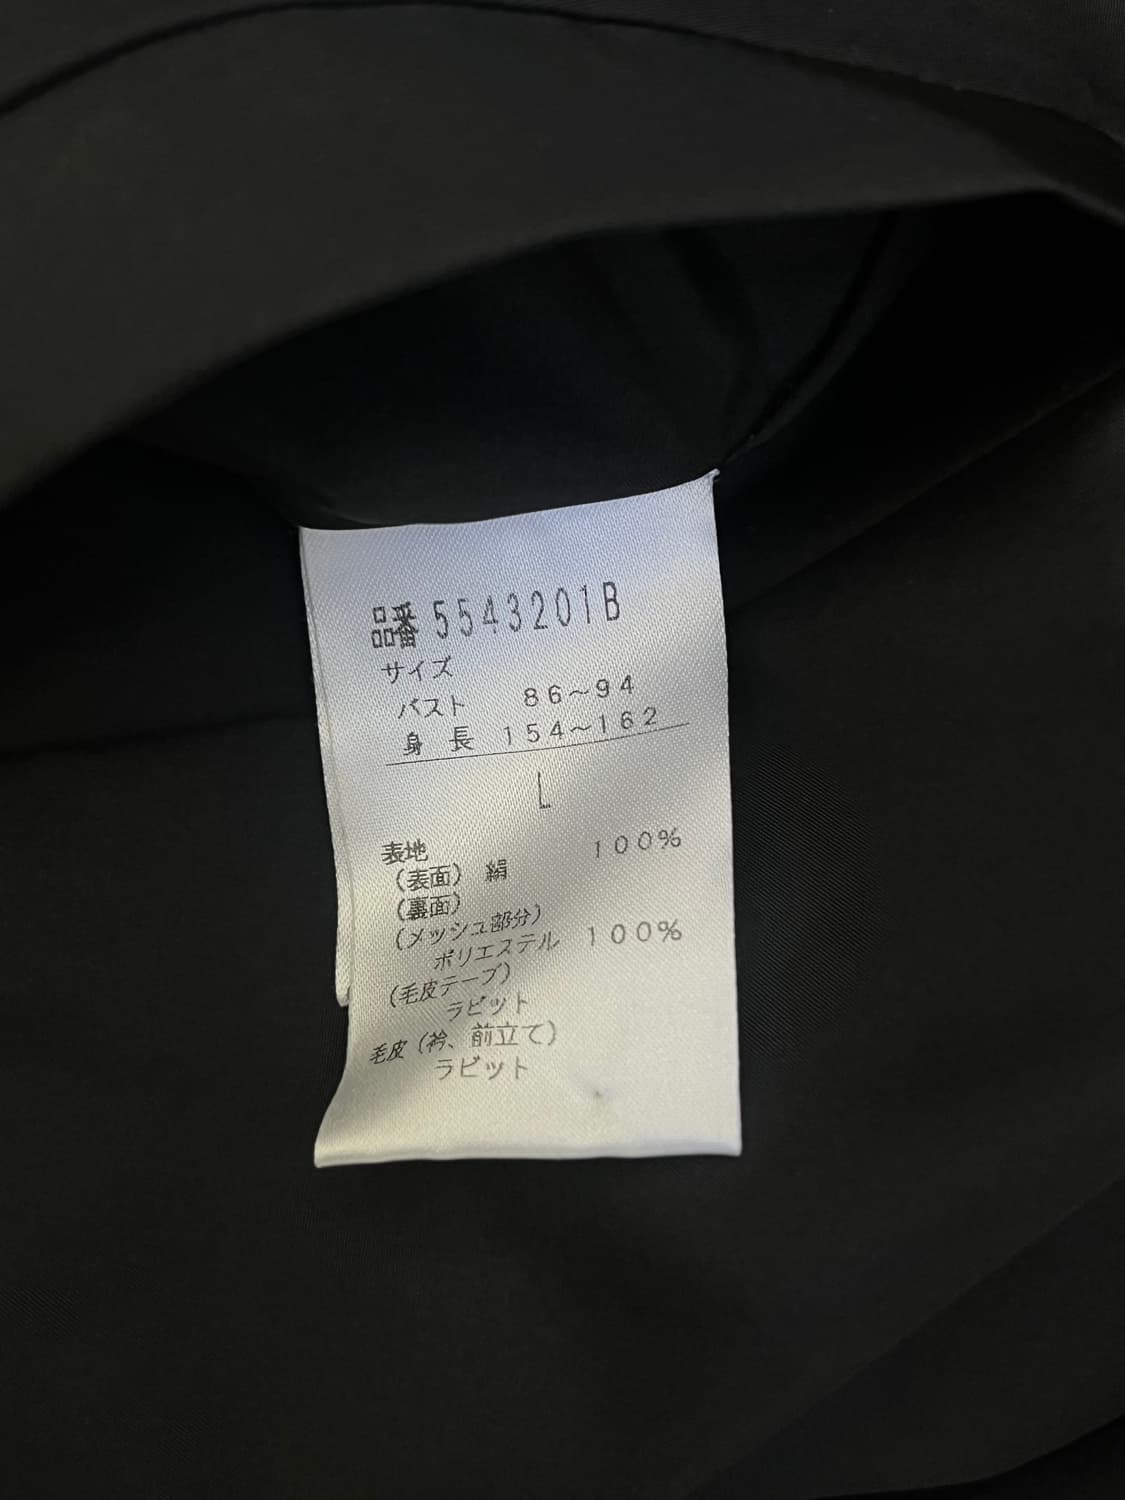 品番 5543201B
サイズ
バスト 86～94
身長 154～162
L
表地
(表面) 絹 100%
(裏面)
(メッシュ部分)
ポリエステル 100%
(毛皮テープ)
ラビット
毛皮 (衿、前立て)
ラビット